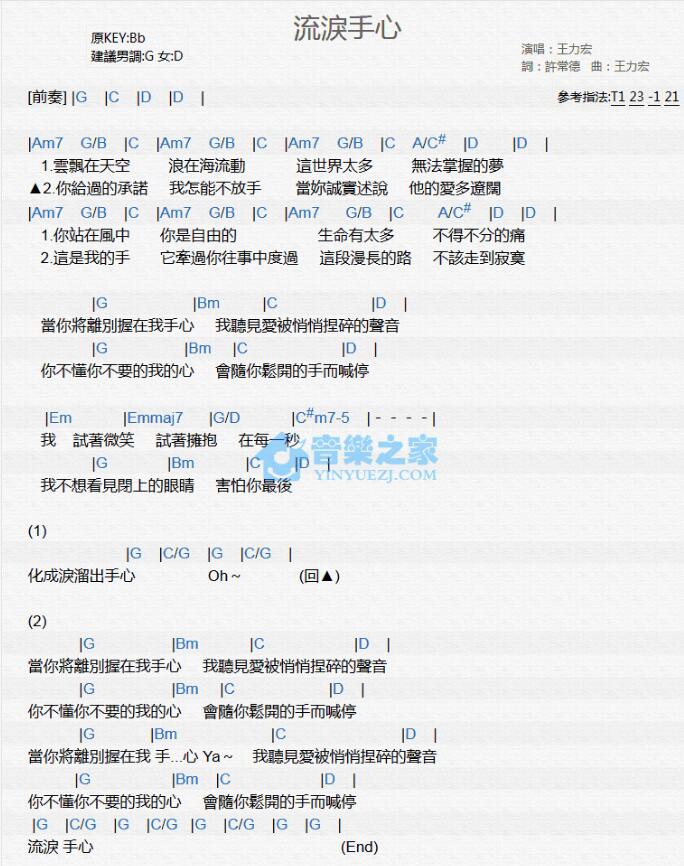 流淚手心
原KEY:Bb
建議男調:G 女:D
演唱：王力宏
詞：許常德 曲：王力宏
[前奏] |G |C |D |D |
參考指法:T1 23 -1 21
|Am7 G/B |C |Am7 G/B |C |Am7 G/B |C A/C# |D |D |
1.雲飄在天空 浪在海流動 這世界太多 無法掌握的夢
▲2.你給過的承諾 我怎能不放手 當妳誠實述說 他的愛多遼闊
|Am7 G/B |C |Am7 G/B |C |Am7 G/B |C A/C# |D |D |
1.你站在風中 你是自由的 生命有太多 不得不分的痛
2.這是我的手 它牽過你往事中度過 這段漫長的路 不該走到寂寞
|G |Bm |C |D |
當你將離別握在我手心 我聽見愛被悄悄捏碎的聲音
|G |Bm |C |D |
你不懂你不要的我的心 會隨你鬆開的手而喊停
|Em |Emmaj7 |G/D |C#m7-5 |- - - -|
我 試著微笑 試著擁抱 在每一秒
|G |Bm |C |D |
我不想看見閉上的眼睛 害怕你最後
音樂之家
YINYUEZJ.COM
(1)
|G |C/G |G |C/G |
化成淚溜出手心 Oh～ (回▲)
(2)
|G |Bm |C |D |
當你將離別握在我手心 我聽見愛被悄悄捏碎的聲音
|G |Bm |C |D |
你不懂你不要的我的心 會隨你鬆開的手而喊停
|G |Bm |C |D |
當你將離別握在我 手...心 Ya～ 我聽見愛被悄悄捏碎的聲音
|G |Bm |C |D |
你不懂你不要的我的心 會隨你鬆開的手而喊停
|G |C/G |G |C/G |G |C/G |G |G |
流淚 手心 (End)